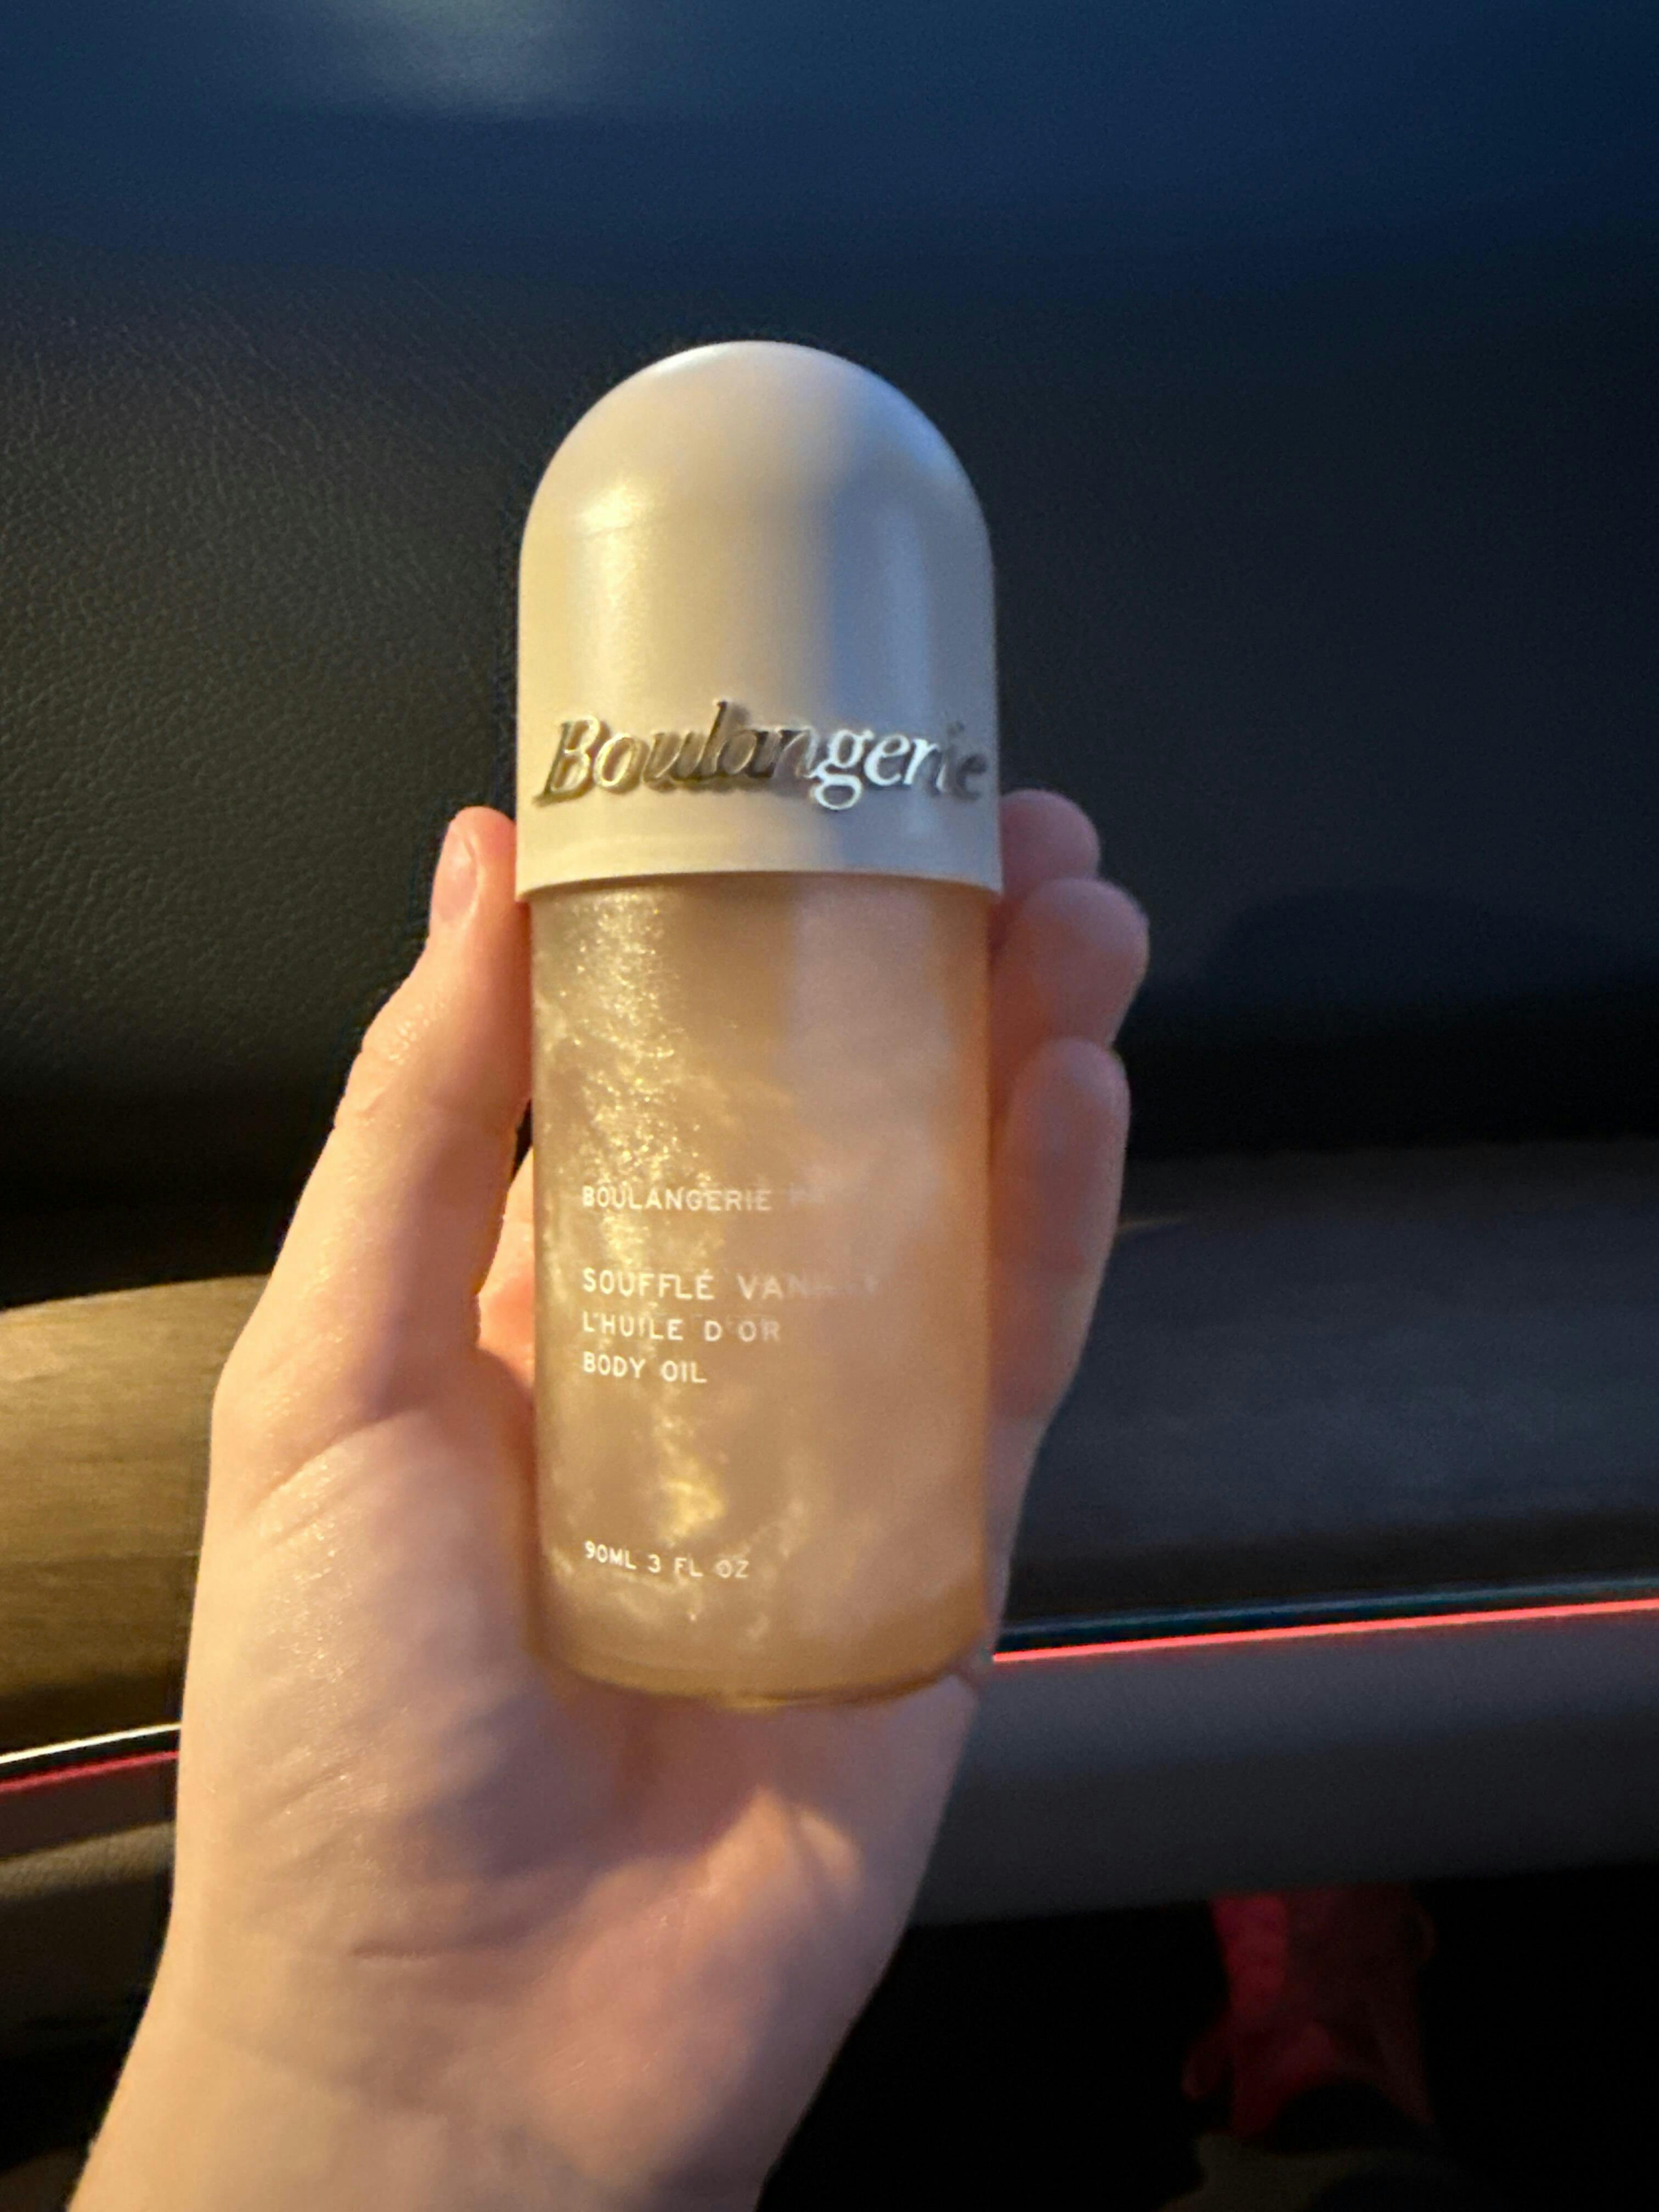 Boulangerie
BOULANGERIE
SOUFFLÉ
L'HUILE D'OR
BODY OIL
90ML 3 FL OZ